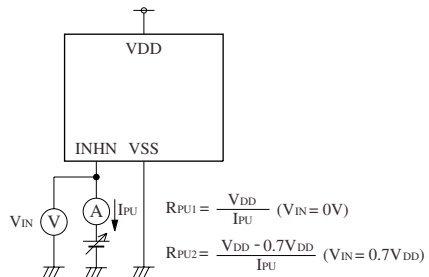 VDD
INHN VSS
VIN V A IPU
RPU1 = VDD / IPU (VIN = 0V)
RPU2 = VDD - 0.7VDD / IPU (VIN = 0.7VDD)